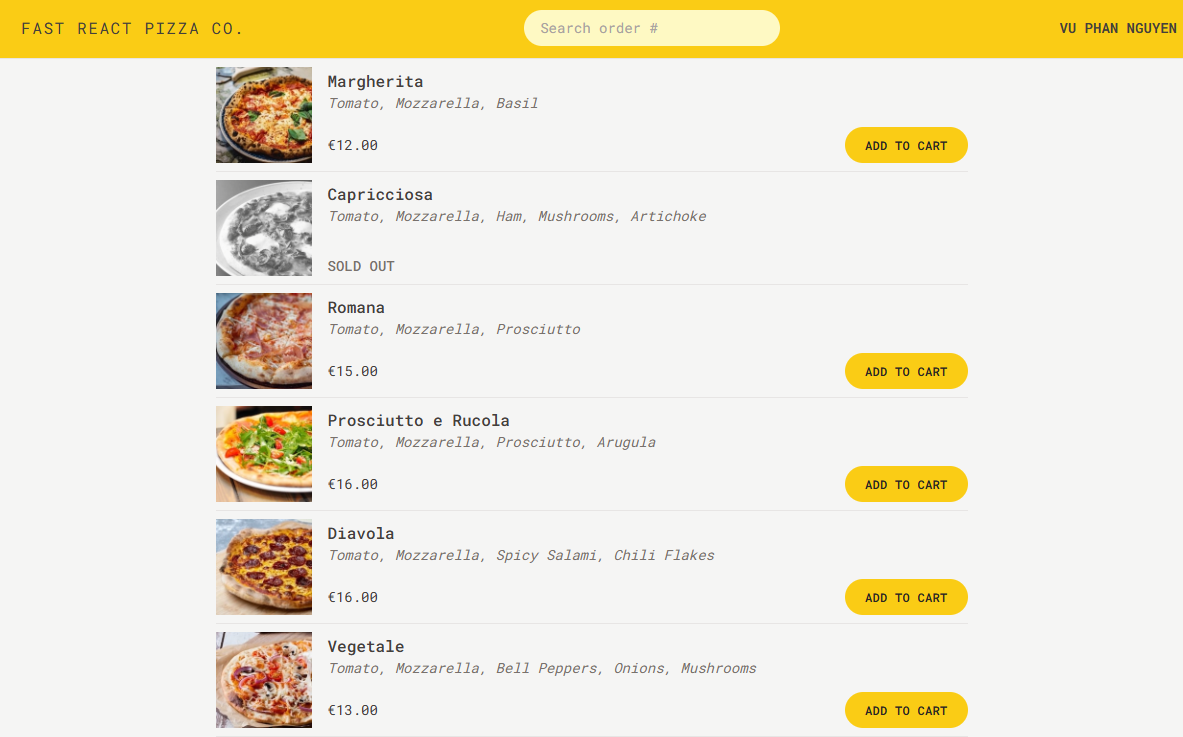 FAST REACT PIZZA CO.
Search order #
VU PHAN NGUYEN
Margherita
Tomato, Mozzarella, Basil
€12.00
ADD TO CART
Capricciosa
Tomato, Mozzarella, Ham, Mushrooms, Artichoke
SOLD OUT
Romana
Tomato, Mozzarella, Prosciutto
€15.00
ADD TO CART
Prosciutto e Rucola
Tomato, Mozzarella, Prosciutto, Arugula
€16.00
ADD TO CART
Diavola
Tomato, Mozzarella, Spicy Salami, Chili Flakes
€16.00
ADD TO CART
Vegetale
Tomato, Mozzarella, Bell Peppers, Onions, Mushrooms
€13.00
ADD TO CART